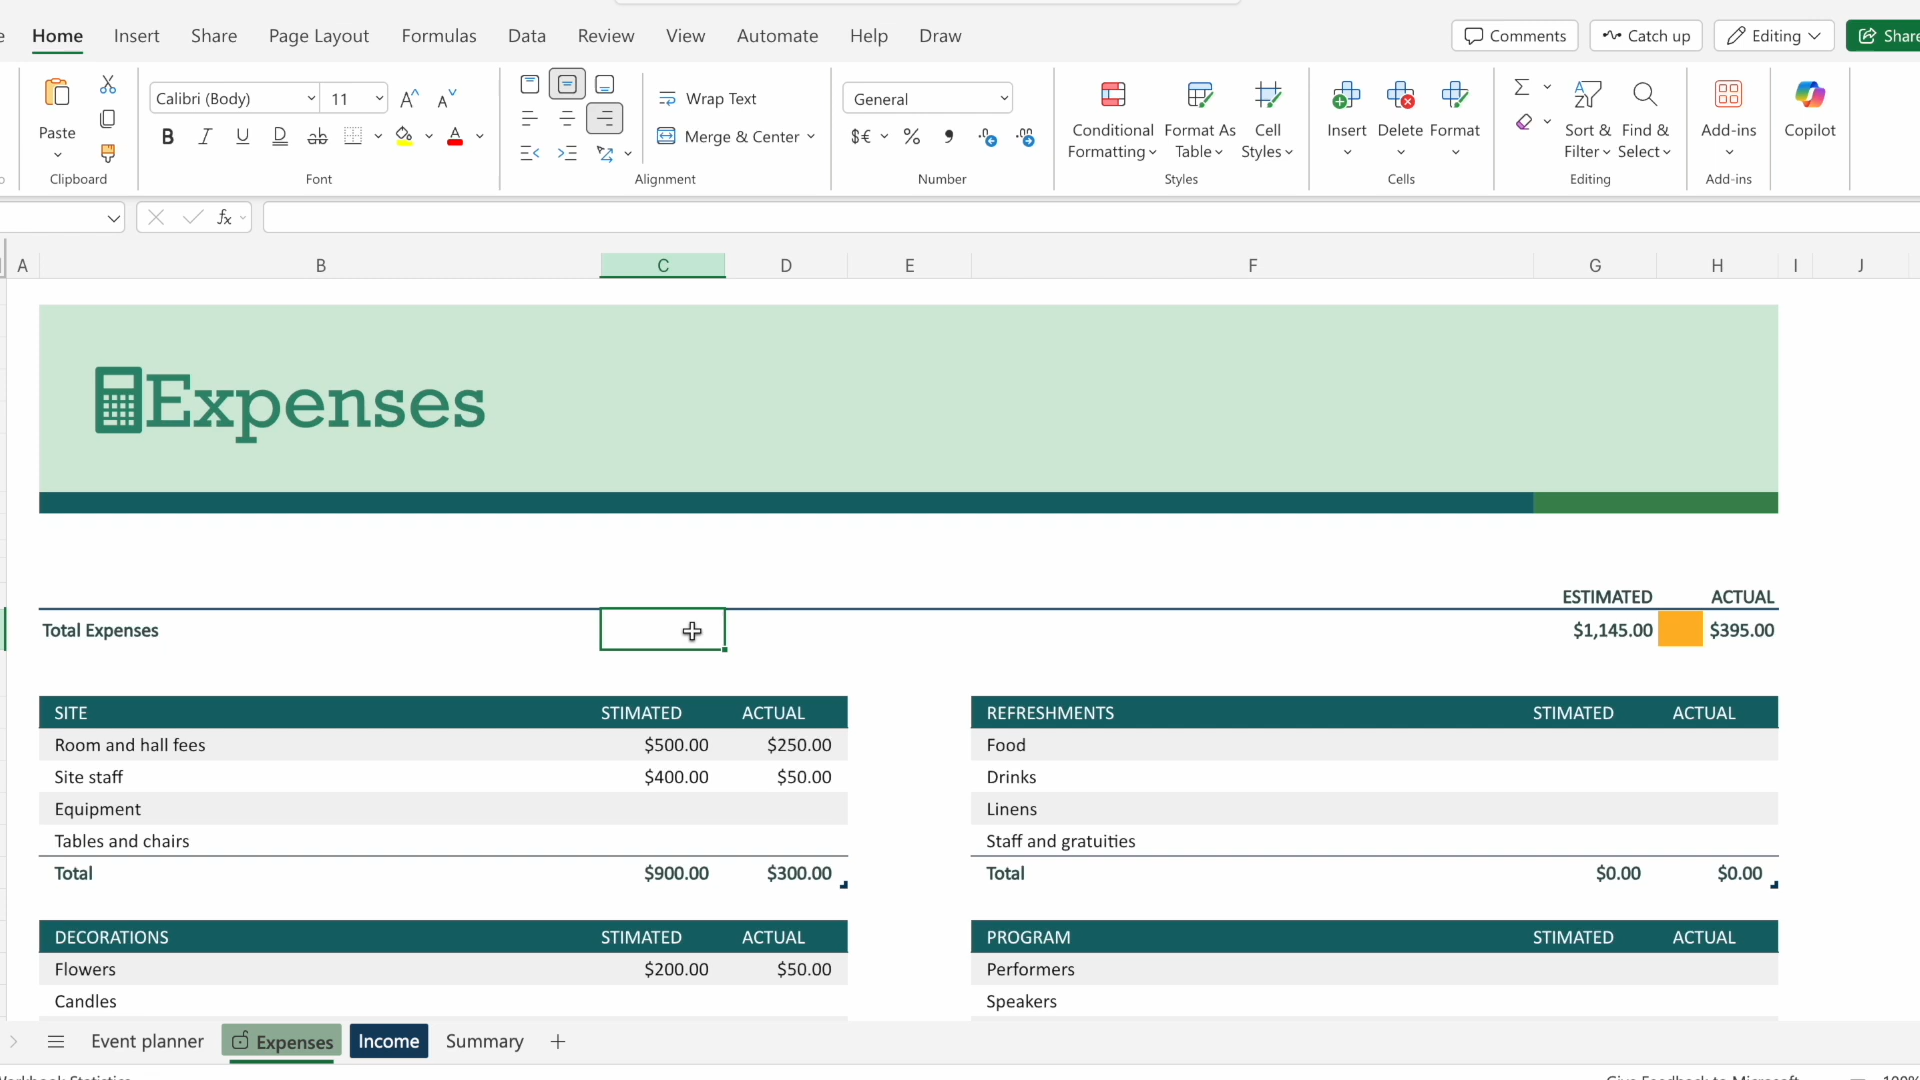 Home Insert Share Page Layout Formulas Data Review View Automate Help Draw Comments Catch up Editing Share
Calibri (Body) 11 Wrap Text General
Paste B I U D ab Merge & Center $€ % Conditional Formatting Format As Table Cell Styles Insert Delete Format Sort & Filter Find & Select Add-ins Copilot
Clipboard Font Alignment Number Styles Cells Editing Add-ins
fx
A B C D E F G H I J
Expenses
ESTIMATED ACTUAL
Total Expenses $1,145.00 $395.00
SITE STIMATED ACTUAL
Room and hall fees $500.00 $250.00
Site staff $400.00 $50.00
Equipment
Tables and chairs
Total $900.00 $300.00
REFRESHMENTS STIMATED ACTUAL
Food
Drinks
Linens
Staff and gratuities
Total $0.00 $0.00
DECORATIONS STIMATED ACTUAL
Flowers $200.00 $50.00
Candles
PROGRAM STIMATED ACTUAL
Performers
Speakers
Event planner Expenses Income Summary